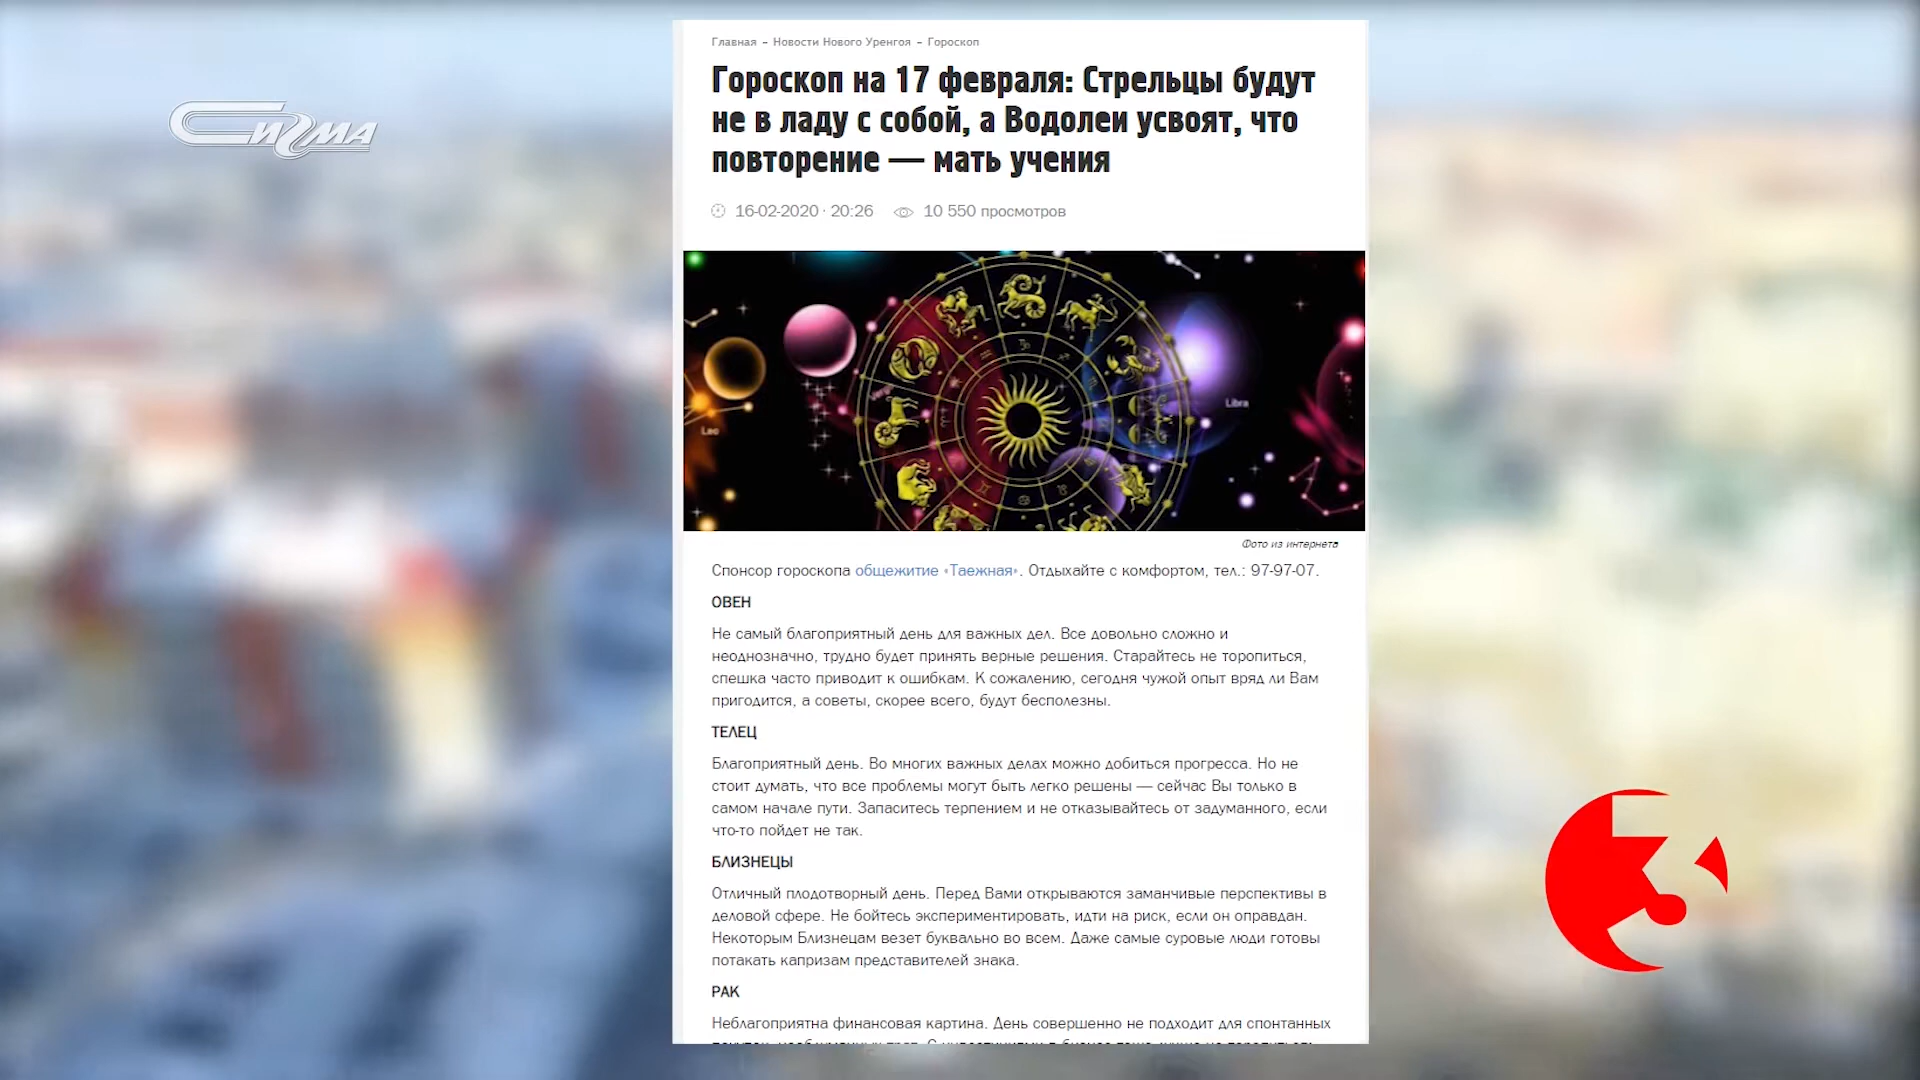 Сигма
Главная – Новости Нового Уренгоя – Гороскоп
Гороскоп на 17 февраля: Стрельцы будут
не в ладу с собой, а Водолеи усвоят, что
повторение — мать учения
16-02-2020 · 20:26 10 550 просмотров
Leo
Libra
Фото из интернета
Спонсор гороскопа общежитие «Таежная». Отдыхайте с комфортом, тел.: 97-97-07.
ОВЕН
Не самый благоприятный день для важных дел. Все довольно сложно и
неоднозначно, трудно будет принять верные решения. Старайтесь не торопиться,
спешка часто приводит к ошибкам. К сожалению, сегодня чужой опыт вряд ли Вам
пригодится, а советы, скорее всего, будут бесполезны.
ТЕЛЕЦ
Благоприятный день. Во многих важных делах можно добиться прогресса. Но не
стоит думать, что все проблемы могут быть легко решены — сейчас Вы только в
самом начале пути. Запаситесь терпением и не отказывайтесь от задуманного, если
что-то пойдет не так.
БЛИЗНЕЦЫ
Отличный плодотворный день. Перед Вами открываются заманчивые перспективы в
деловой сфере. Не бойтесь экспериментировать, идти на риск, если он оправдан.
Некоторым Близнецам везет буквально во всем. Даже самые суровые люди готовы
потакать капризам представителей знака.
РАК
Неблагоприятна финансовая картина. День совершенно не подходит для спонтанных